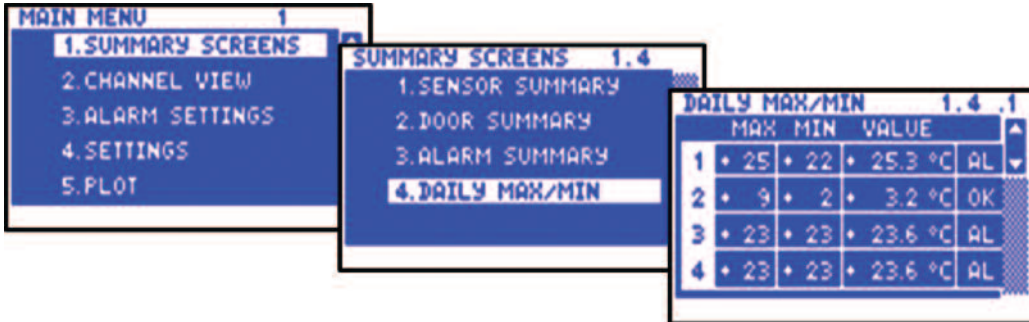 MAIN MENU 1
1.SUMMARY SCREENS
2.CHANNEL VIEW
3.ALARM SETTINGS
4.SETTINGS
5.PLOT
SUMMARY SCREENS 1.4
1.SENSOR SUMMARY
2.DOOR SUMMARY
3.ALARM SUMMARY
4.DAILY MAX/MIN
DAILY MAX/MIN 1.4 .1
MAX MIN VALUE
1 + 25 + 22 + 25.3 °C AL
2 + 9 + 2 + 3.2 °C OK
3 + 23 + 23 + 23.6 °C AL
4 + 23 + 23 + 23.6 °C AL